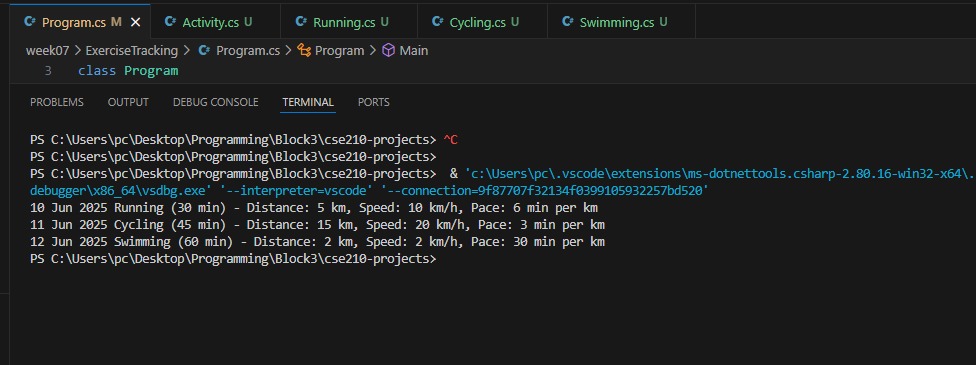 C# Program.cs M X C# Activity.cs U C# Running.cs U C# Cycling.cs U C# Swimming.cs U
week07 > ExerciseTracking > C# Program.cs > Program > Main
3 class Program
PROBLEMS OUTPUT DEBUG CONSOLE TERMINAL PORTS
PS C:\Users\pc\Desktop\Programming\Block3\cse210-projects> ^C
PS C:\Users\pc\Desktop\Programming\Block3\cse210-projects>
PS C:\Users\pc\Desktop\Programming\Block3\cse210-projects> & 'c:\Users\pc\.vscode\extensions\ms-dotnettools.csharp-2.80.16-win32-x64\.
debugger\x86_64\vsdbg.exe' '--interpreter=vscode' '--connection=9f87707f32134f0399105932257bd520'
10 Jun 2025 Running (30 min) - Distance: 5 km, Speed: 10 km/h, Pace: 6 min per km
11 Jun 2025 Cycling (45 min) - Distance: 15 km, Speed: 20 km/h, Pace: 3 min per km
12 Jun 2025 Swimming (60 min) - Distance: 2 km, Speed: 2 km/h, Pace: 30 min per km
PS C:\Users\pc\Desktop\Programming\Block3\cse210-projects>